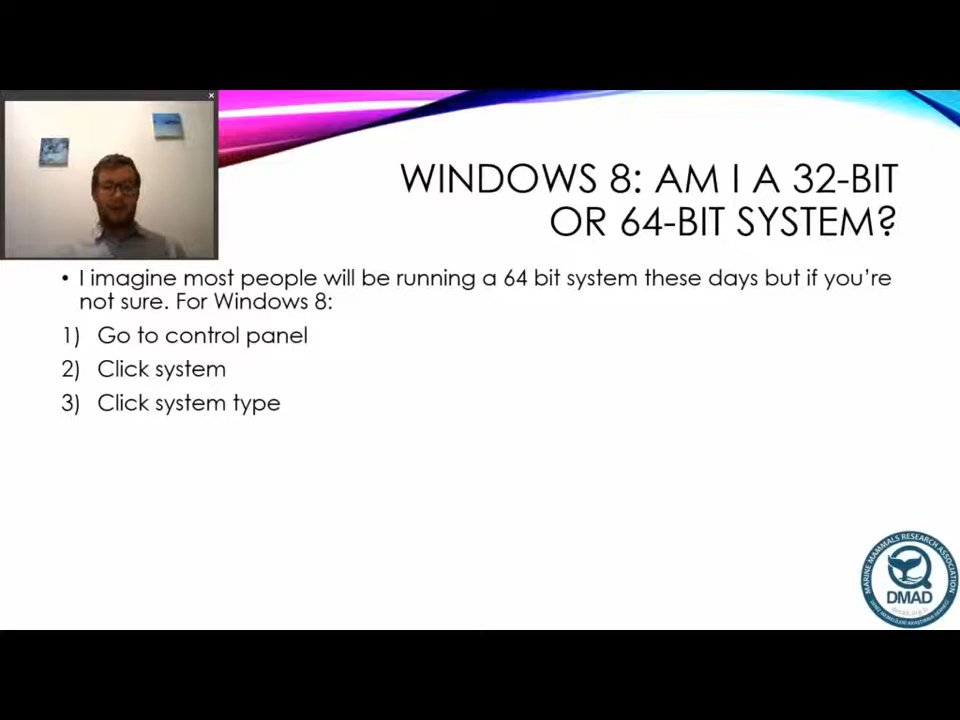 WINDOWS 8: AM I A 32-BIT
OR 64-BIT SYSTEM?
• I imagine most people will be running a 64 bit system these days but if you're
not sure. For Windows 8:
1) Go to control panel
2) Click system
3) Click system type
MARINE MAMMALS RESEARCH ASSOCIATION
DMAD